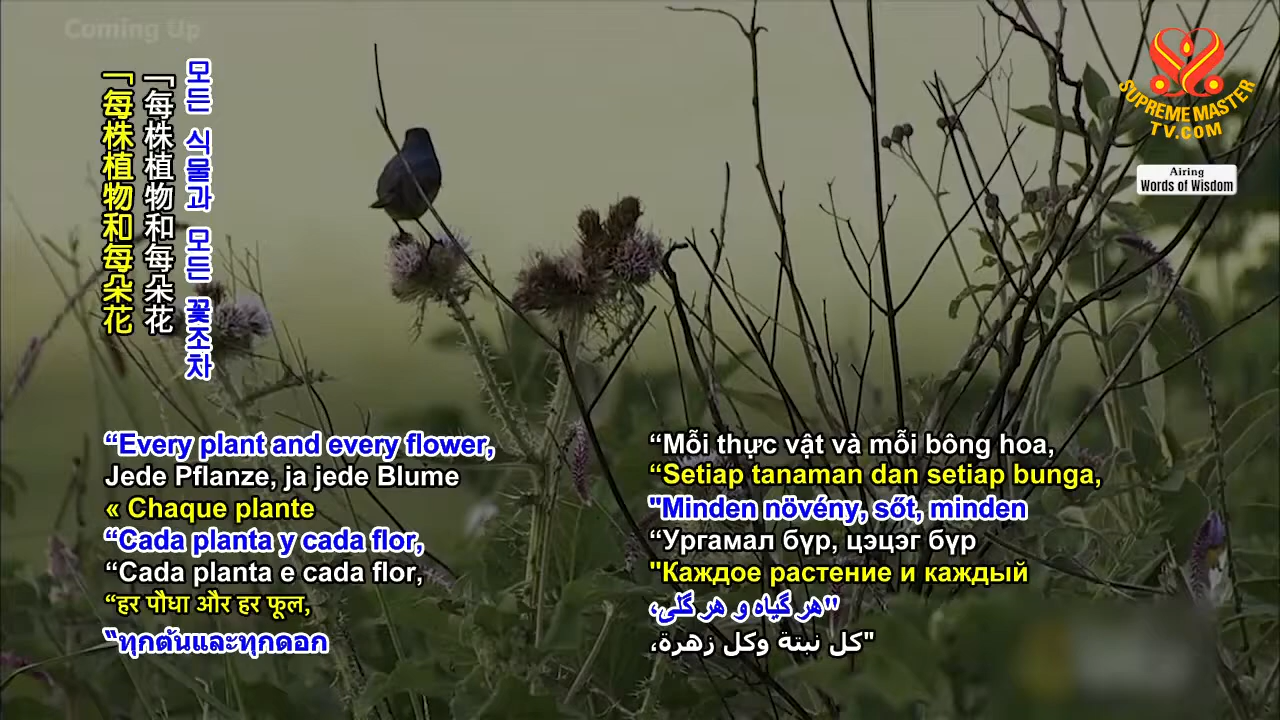 Coming Up
SUPREME MASTER
TV.COM
Airing
Words of Wisdom
모든 식물과 모든 꽃조차
「每株植物和每朵花
「每株植物和每朵花
“Every plant and every flower,
Jede Pflanze, ja jede Blume
« Chaque plante
“Cada planta y cada flor,
“Cada planta e cada flor,
“हर पौधा और हर फूल,
“ทุกต้นและทุกดอก
“Mỗi thực vật và mỗi bông hoa,
“Setiap tanaman dan setiap bunga,
"Minden növény, sőt, minden
“Ургамал бүр, цэцэг бүр
"Каждое растение и каждый
"هر گیاه و هر گلی،
"كل نبتة وكل زهرة،